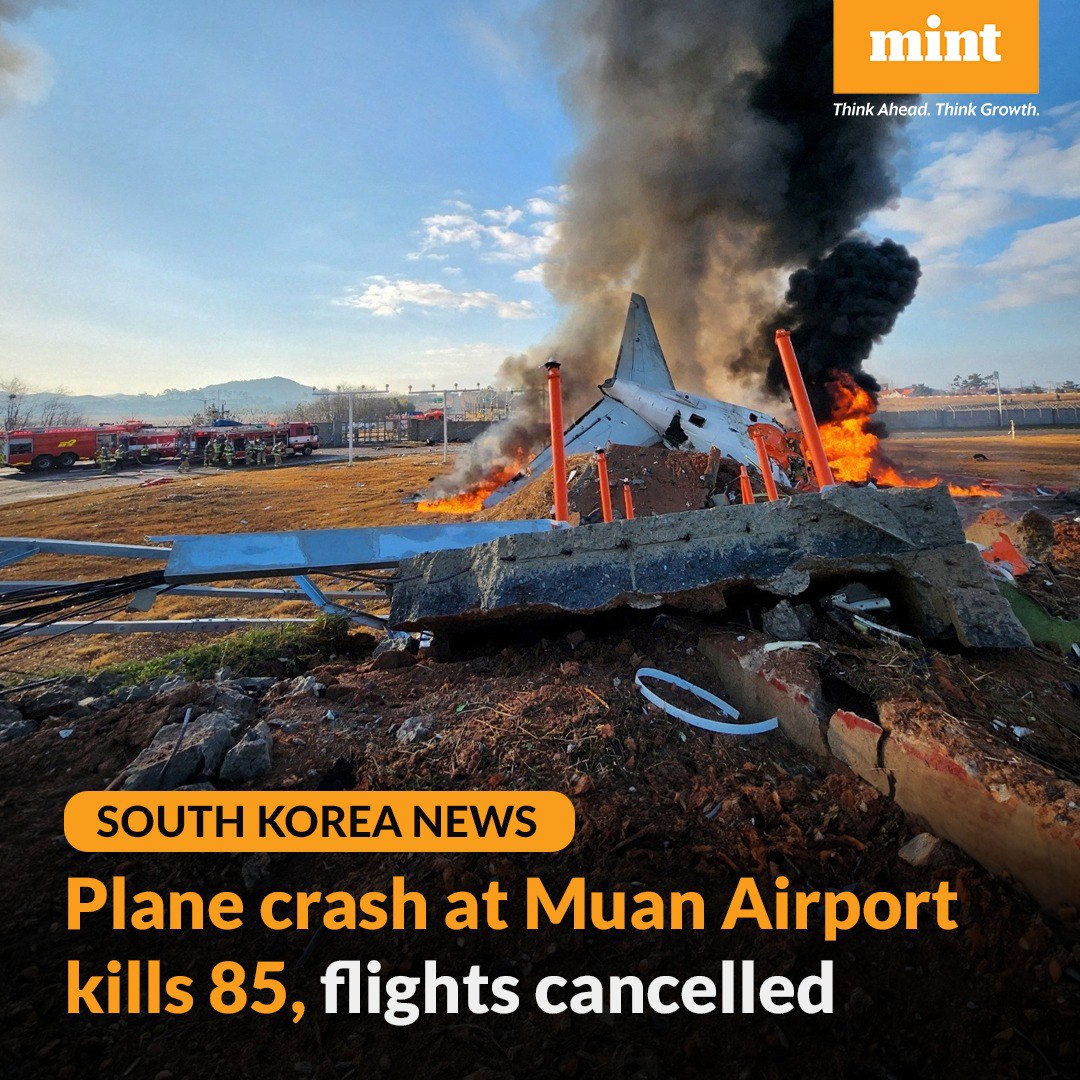 mint
Think Ahead. Think Growth.
SOUTH KOREA NEWS
Plane crash at Muan Airport
kills 85, flights cancelled